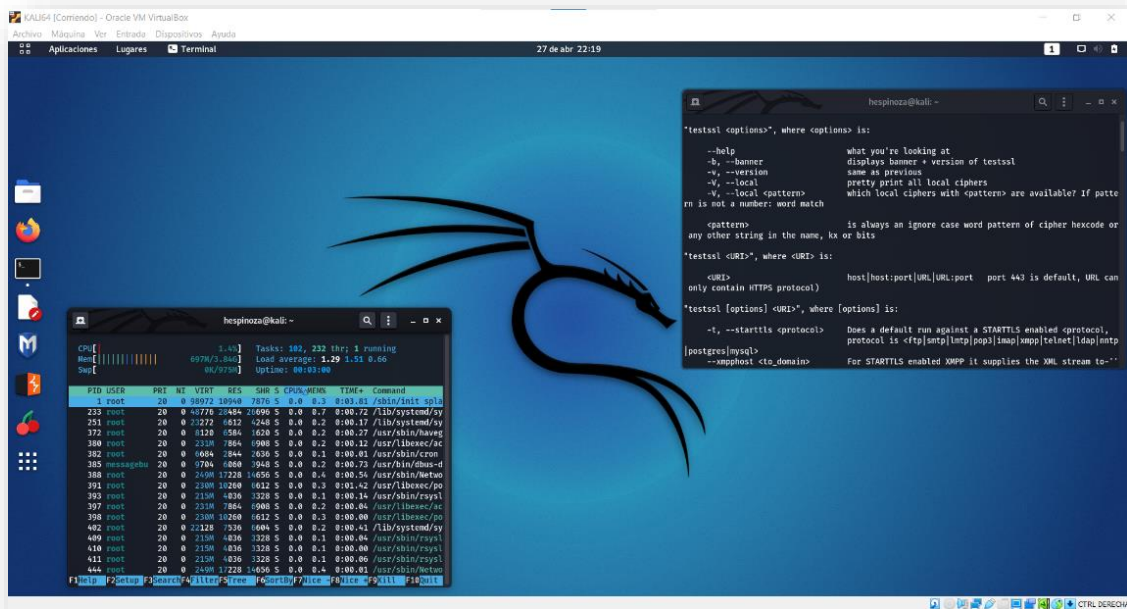 KALI64 [Corriendo] - Oracle VM VirtualBox
Archivo Máquina Ver Entrada Dispositivos Ayuda
Aplicaciones Lugares Terminal 27 de abr 22:19 1
hespinoza@kali: ~
"testssl <options>", where <options> is:
--help what you're looking at
-b, --banner displays banner + version of testssl
-v, --version same as previous
-V, --local pretty print all local ciphers
-V, --local <pattern> which local ciphers with <pattern> are available? If patte
rn is not a number: word match
<pattern> is always an ignore case word pattern of cipher hexcode or
any other string in the name, kx or bits
"testssl <URI>", where <URI> is:
<URI> host|host:port|URL|URL:port port 443 is default, URL can
only contain HTTPS protocol)
"testssl [options] <URI>", where [options] is:
-t, --starttls <protocol> Does a default run against a STARTTLS enabled <protocol,
protocol is <ftp|smtp|lmtp|pop3|imap|xmpp|telnet|ldap|nntp
|postgres|mysql>
--xmpphost <to_domain> For STARTTLS enabled XMPP it supplies the XML stream to-''
hespinoza@kali: ~
CPU[| 1.4%] Tasks: 102, 232 thr; 1 running
Mem[||||||||||||| 697M/3.84G] Load average: 1.29 1.51 0.66
Swp[ 0K/975M] Uptime: 00:03:00
PID USER PRI NI VIRT RES SHR S CPU% MEM% TIME+ Command
1 root 20 0 98972 10940 7876 S 0.0 0.3 0:03.81 /sbin/init spla
233 root 20 0 48776 28484 26696 S 0.0 0.7 0:00.72 /lib/systemd/sy
251 root 20 0 23272 6612 4248 S 0.0 0.2 0:00.17 /lib/systemd/sy
372 root 20 0 8120 6584 1620 S 0.0 0.2 0:00.27 /usr/sbin/haveg
380 root 20 0 231M 7864 6908 S 0.0 0.2 0:00.12 /usr/libexec/ac
382 root 20 0 6684 2844 2636 S 0.0 0.1 0:00.01 /usr/sbin/cron
385 messagebu 20 0 9704 6060 3948 S 0.0 0.2 0:00.73 /usr/bin/dbus-d
388 root 20 0 249M 17228 14656 S 0.0 0.4 0:00.54 /usr/sbin/Netwo
391 root 20 0 230M 10260 6612 S 0.0 0.3 0:01.42 /usr/libexec/po
393 root 20 0 215M 4036 3328 S 0.0 0.1 0:00.14 /usr/sbin/rsysl
397 root 20 0 231M 7864 6908 S 0.0 0.2 0:00.04 /usr/libexec/ac
398 root 20 0 230M 10260 6612 S 0.0 0.3 0:00.00 /usr/libexec/po
402 root 20 0 22128 7536 6604 S 0.0 0.2 0:00.41 /lib/systemd/sy
409 root 20 0 215M 4036 3328 S 0.0 0.1 0:00.04 /usr/sbin/rsysl
410 root 20 0 215M 4036 3328 S 0.0 0.1 0:00.00 /usr/sbin/rsysl
411 root 20 0 215M 4036 3328 S 0.0 0.1 0:00.06 /usr/sbin/rsysl
444 root 20 0 249M 17228 14656 S 0.0 0.4 0:00.01 /usr/sbin/Netwo
F1Help F2Setup F3SearchF4FilterF5Tree F6SortByF7Nice -F8Nice +F9Kill F10Quit
CTRL DERECHA